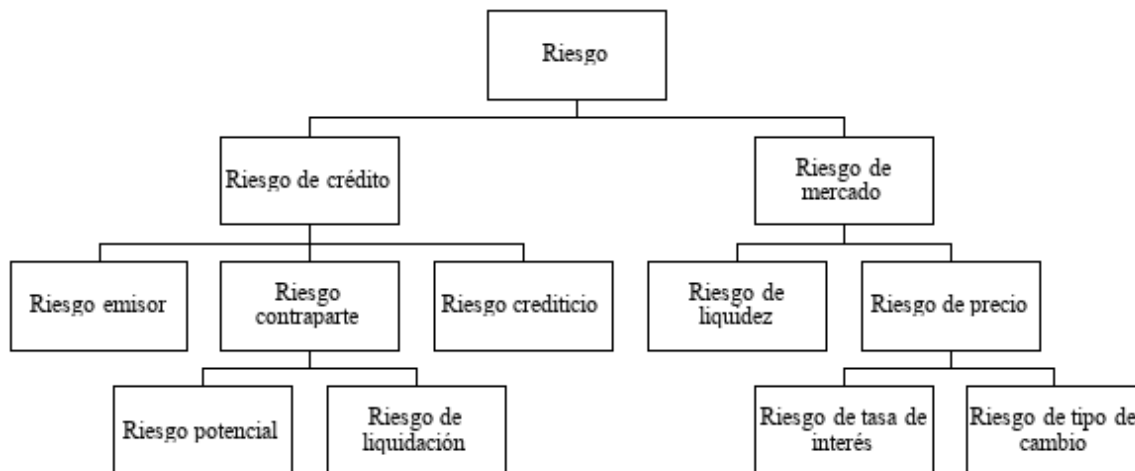 Riesgo
Riesgo de crédito
Riesgo de
mercado
Riesgo emisor
Riesgo
contraparte
Riesgo crediticio
Riesgo de
liquidez
Riesgo de precio
Riesgo potencial
Riesgo de
liquidación
Riesgo de tasa de
interés
Riesgo de tipo de
cambio